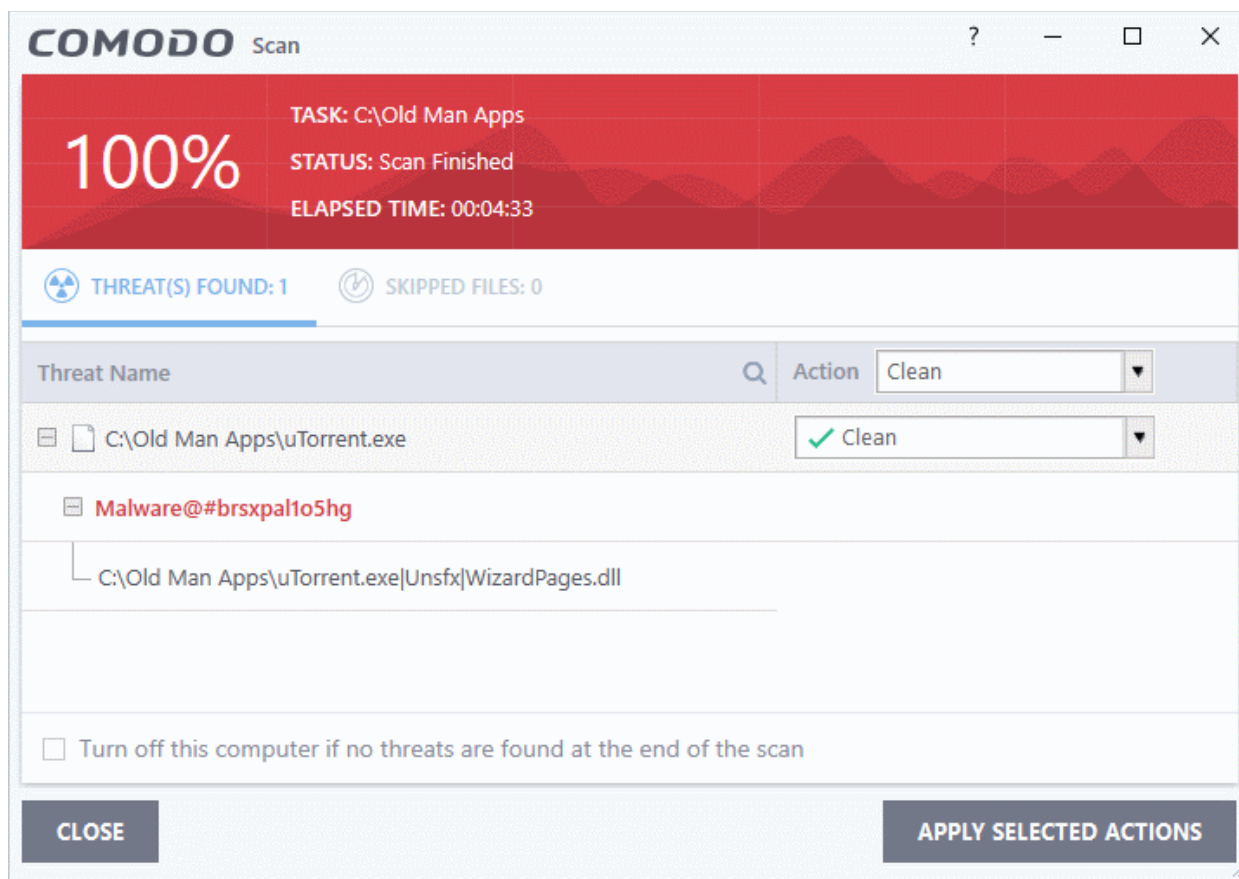 COMODO Scan
?
100%
TASK: C:\Old Man Apps
STATUS: Scan Finished
ELAPSED TIME: 00:04:33
THREAT(S) FOUND: 1
SKIPPED FILES: 0
Threat Name
Action
Clean
C:\Old Man Apps\uTorrent.exe
Clean
Malware@#brsxpal1o5hg
C:\Old Man Apps\uTorrent.exe|Unsfx|WizardPages.dll
Turn off this computer if no threats are found at the end of the scan
CLOSE
APPLY SELECTED ACTIONS